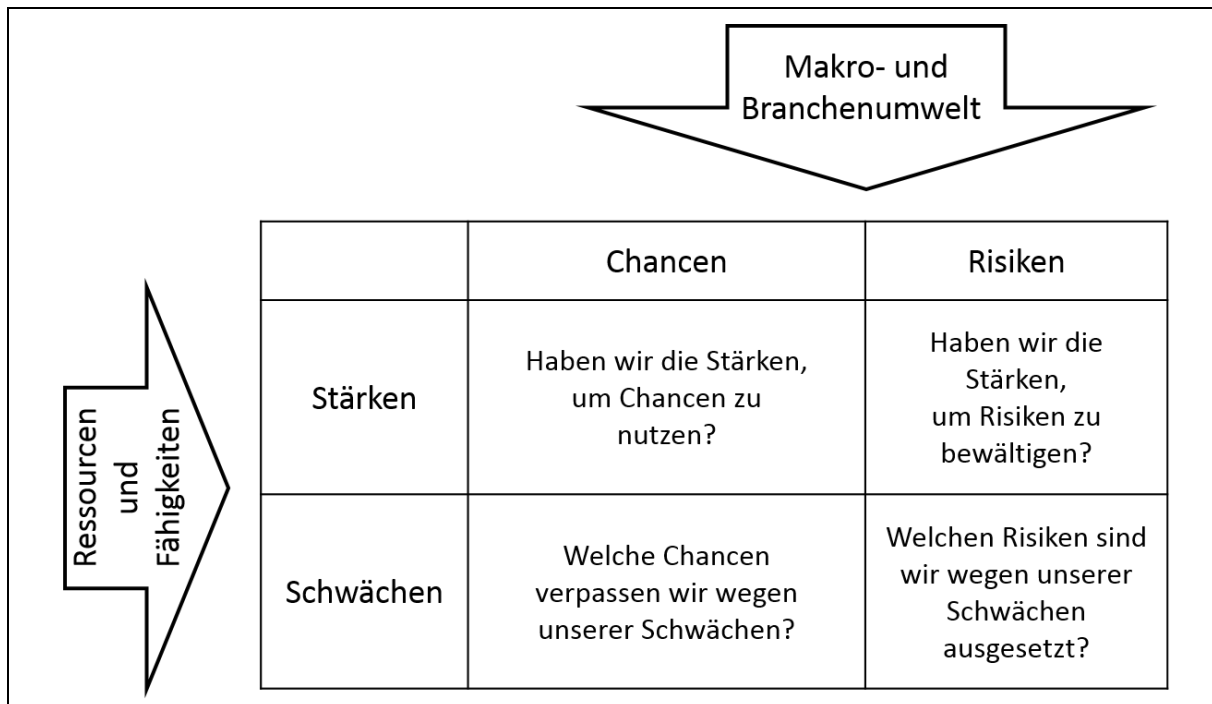 Makro- und
Branchenumwelt
Chancen
Risiken
Ressourcen
und
Fähigkeiten
Stärken
Haben wir die Stärken,
um Chancen zu
nutzen?
Haben wir die
Stärken,
um Risiken zu
bewältigen?
Schwächen
Welche Chancen
verpassen wir wegen
unserer Schwächen?
Welchen Risiken sind
wir wegen unserer
Schwächen
ausgesetzt?